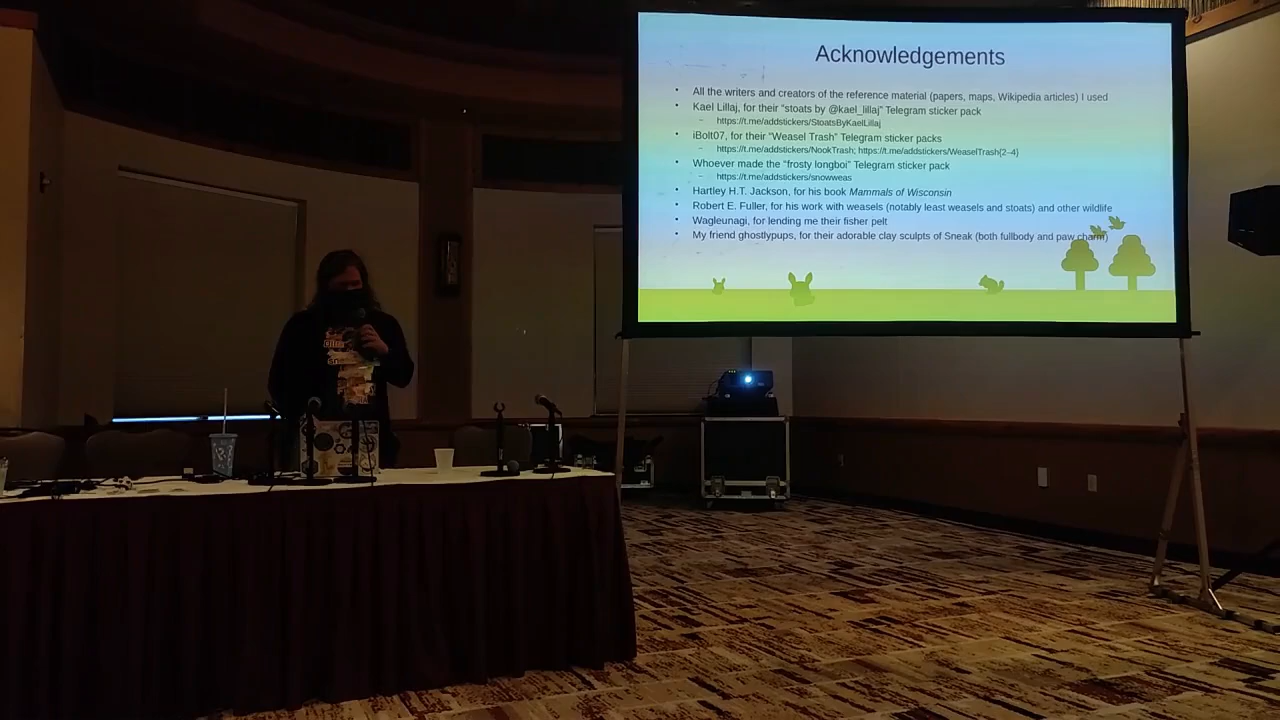 Acknowledgements
• All the writers and creators of the reference material (papers, maps, Wikipedia articles) I used
• Kael Lillaj, for their "stoats by @kael_lillaj" Telegram sticker pack
– https://t.me/addstickers/StoatsByKaelLillaj
• iBolt07, for their "Weasel Trash" Telegram sticker packs
– https://t.me/addstickers/NookTrash; https://t.me/addstickers/WeaselTrash{2–4}
• Whoever made the "frosty longboi" Telegram sticker pack
– https://t.me/addstickers/snowweas
• Hartley H.T. Jackson, for his book Mammals of Wisconsin
• Robert E. Fuller, for his work with weasels (notably least weasels and stoats) and other wildlife
• Wagleunagi, for lending me their fisher pelt
• My friend ghostlypups, for their adorable clay sculpts of Sneak (both fullbody and paw charm)